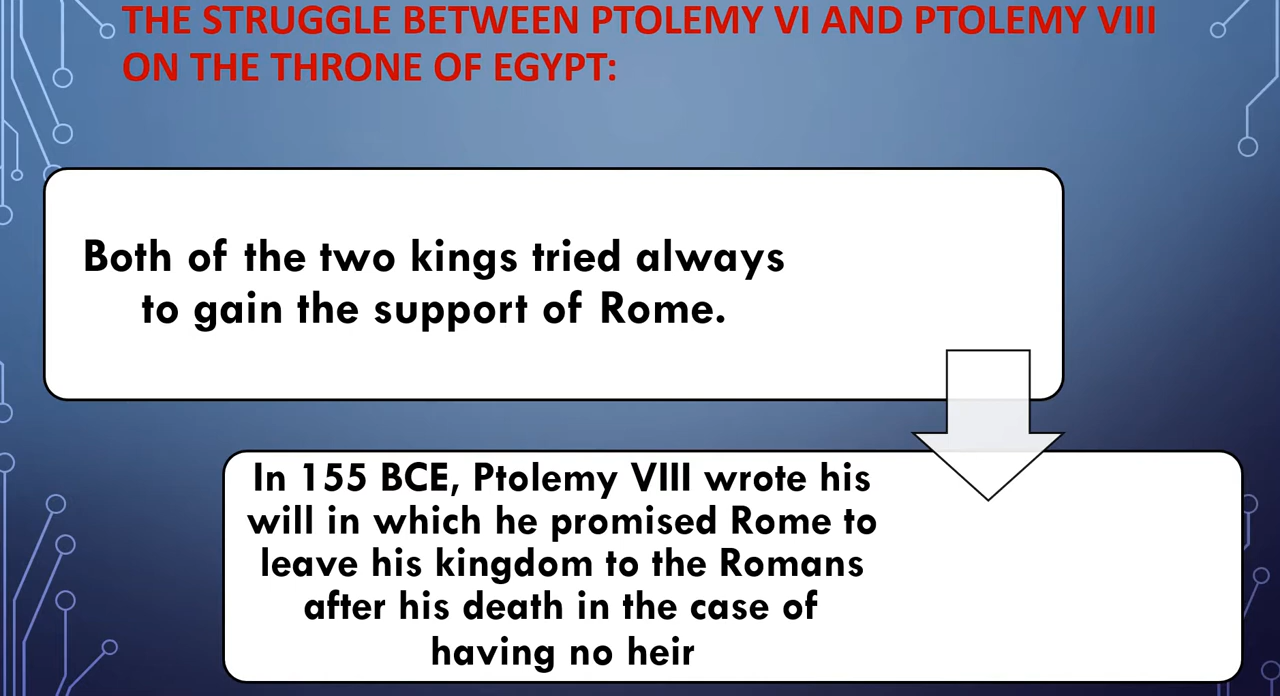 THE STRUGGLE BETWEEN PTOLEMY VI AND PTOLEMY VIII
ON THE THRONE OF EGYPT:
Both of the two kings tried always
to gain the support of Rome.
In 155 BCE, Ptolemy VIII wrote his
will in which he promised Rome to
leave his kingdom to the Romans
after his death in the case of
having no heir